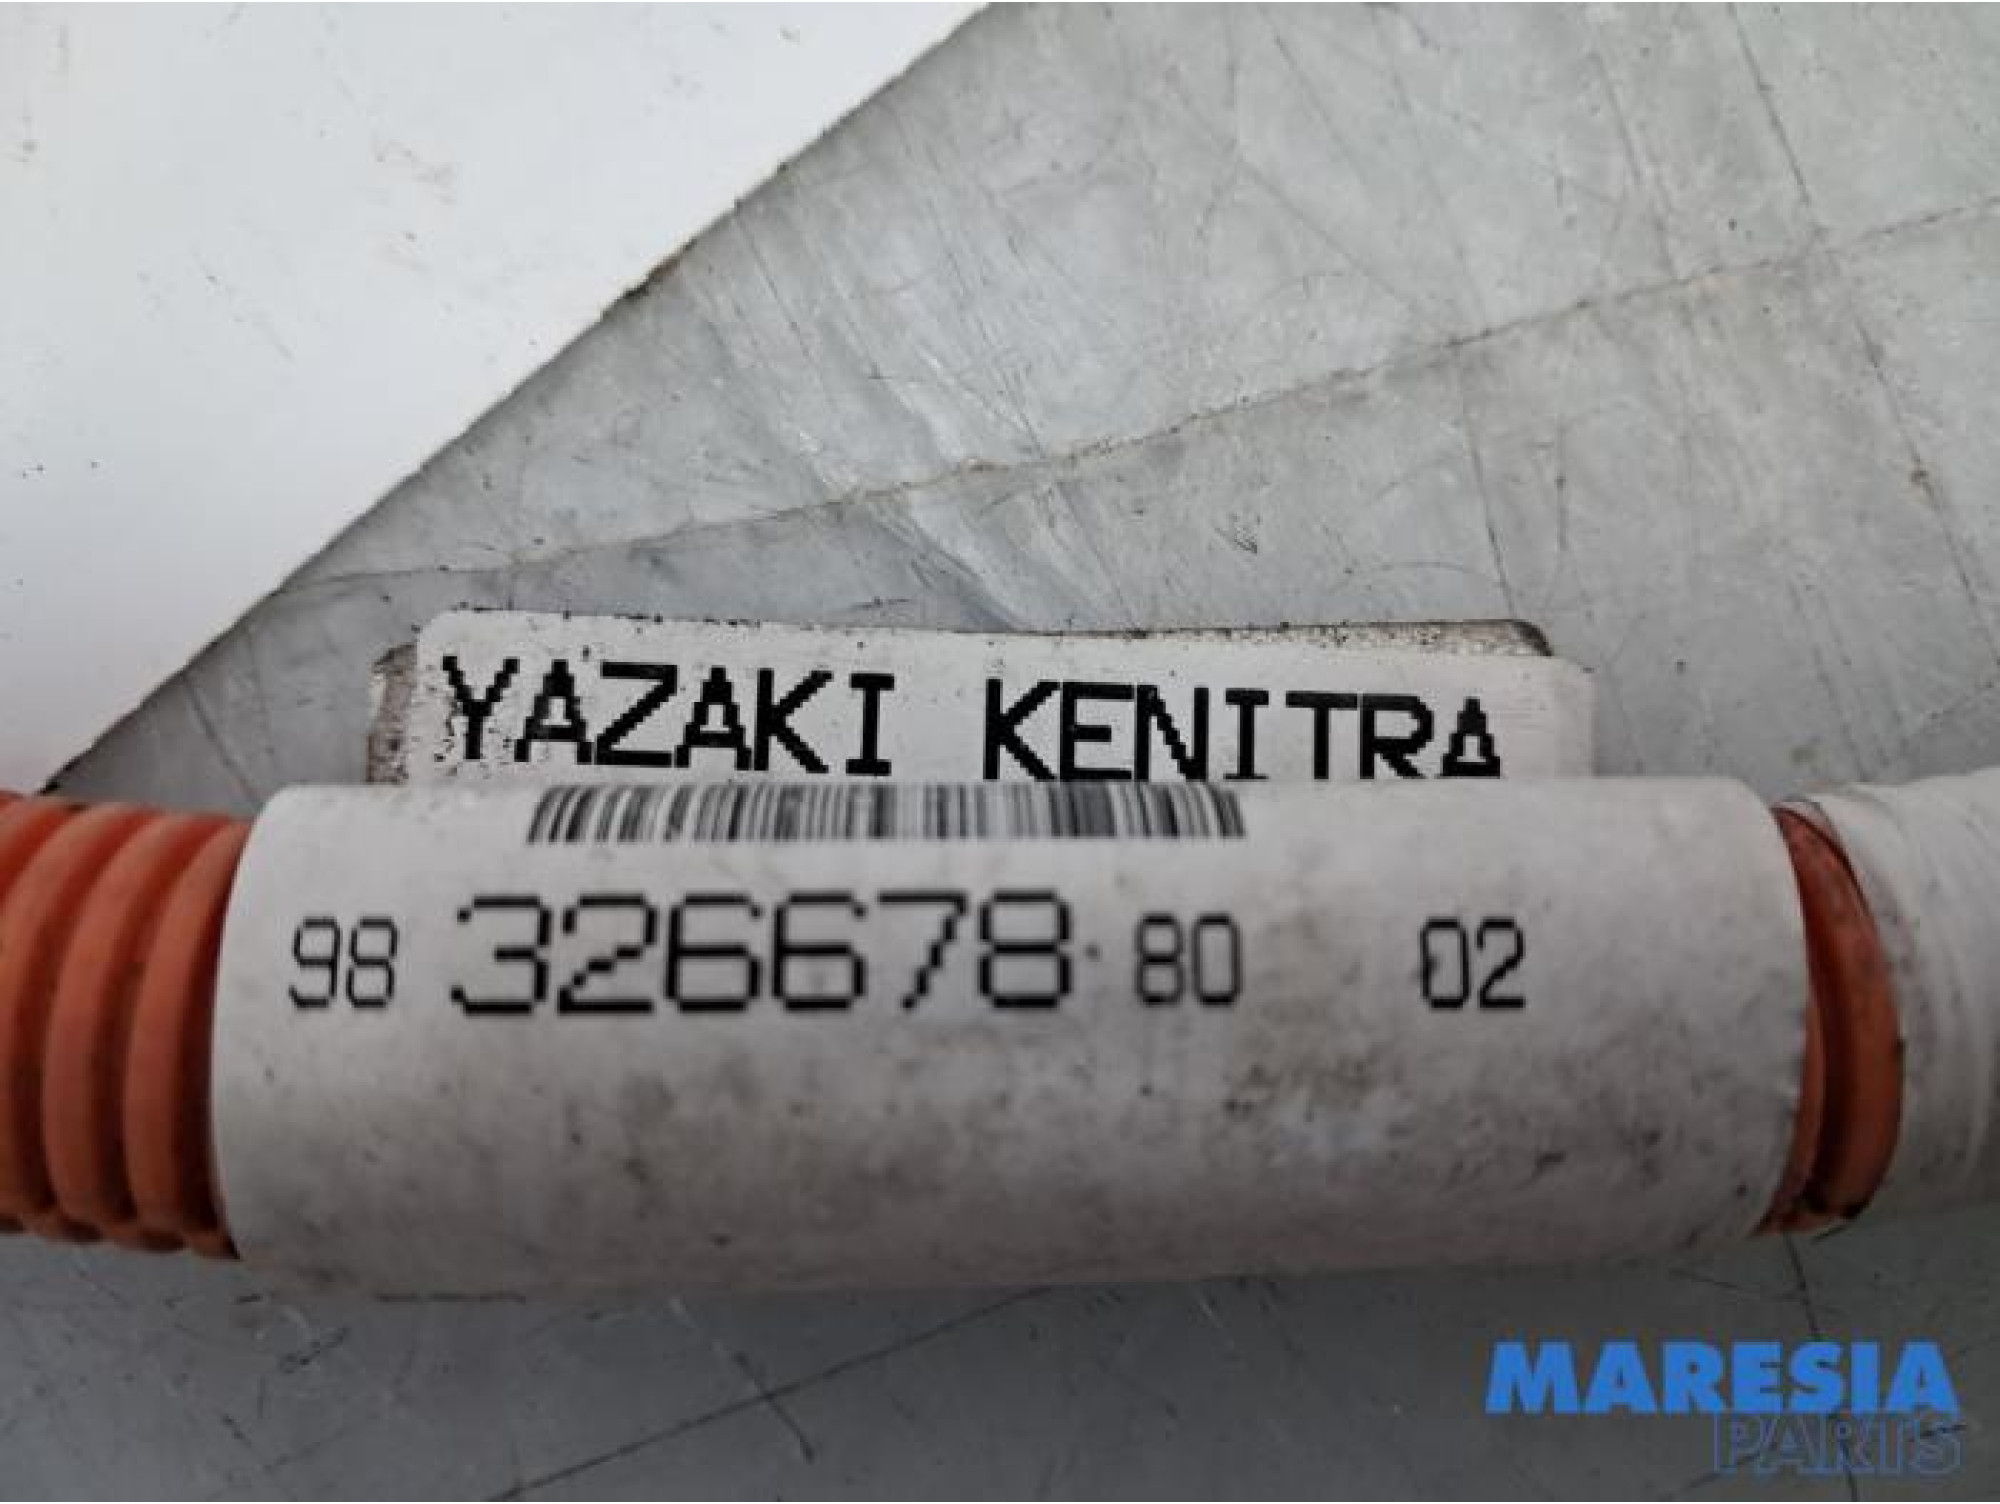 YAZAKI KENITRA
98 326678 80 02
MARESIA
PARTS